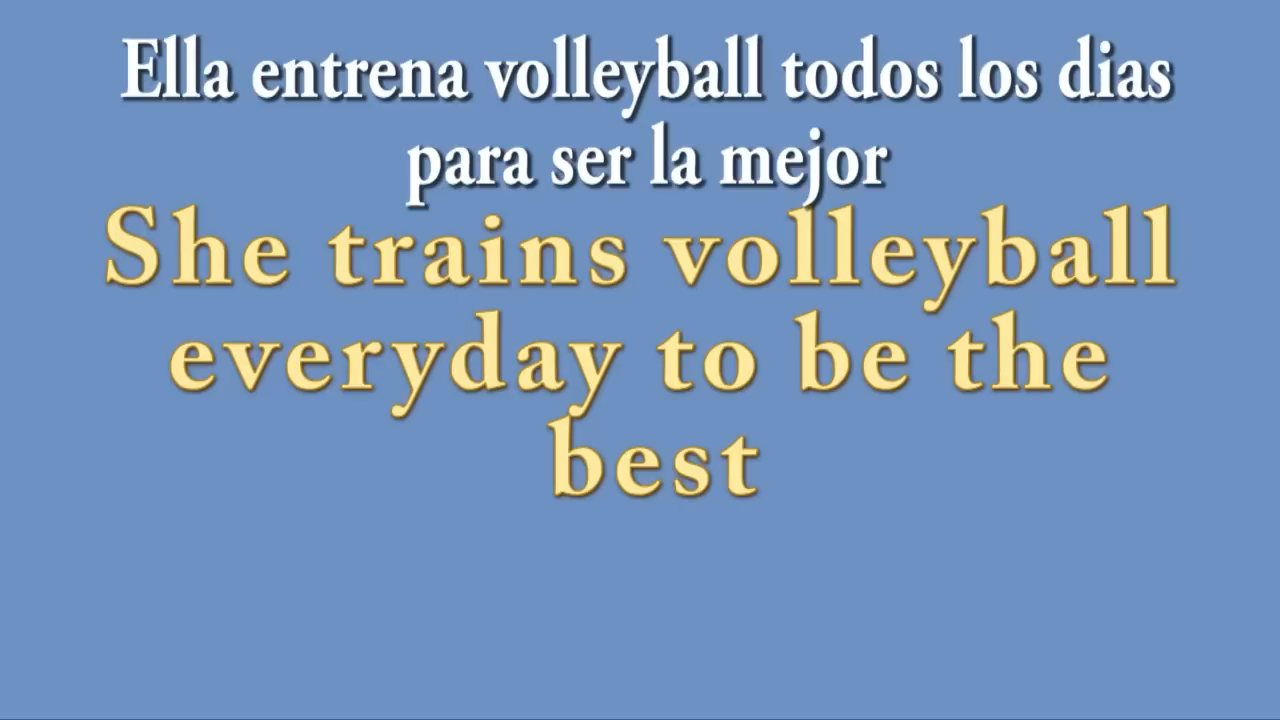 Ella entrena volleyball todos los dias
para ser la mejor
She trains volleyball
everyday to be the
best